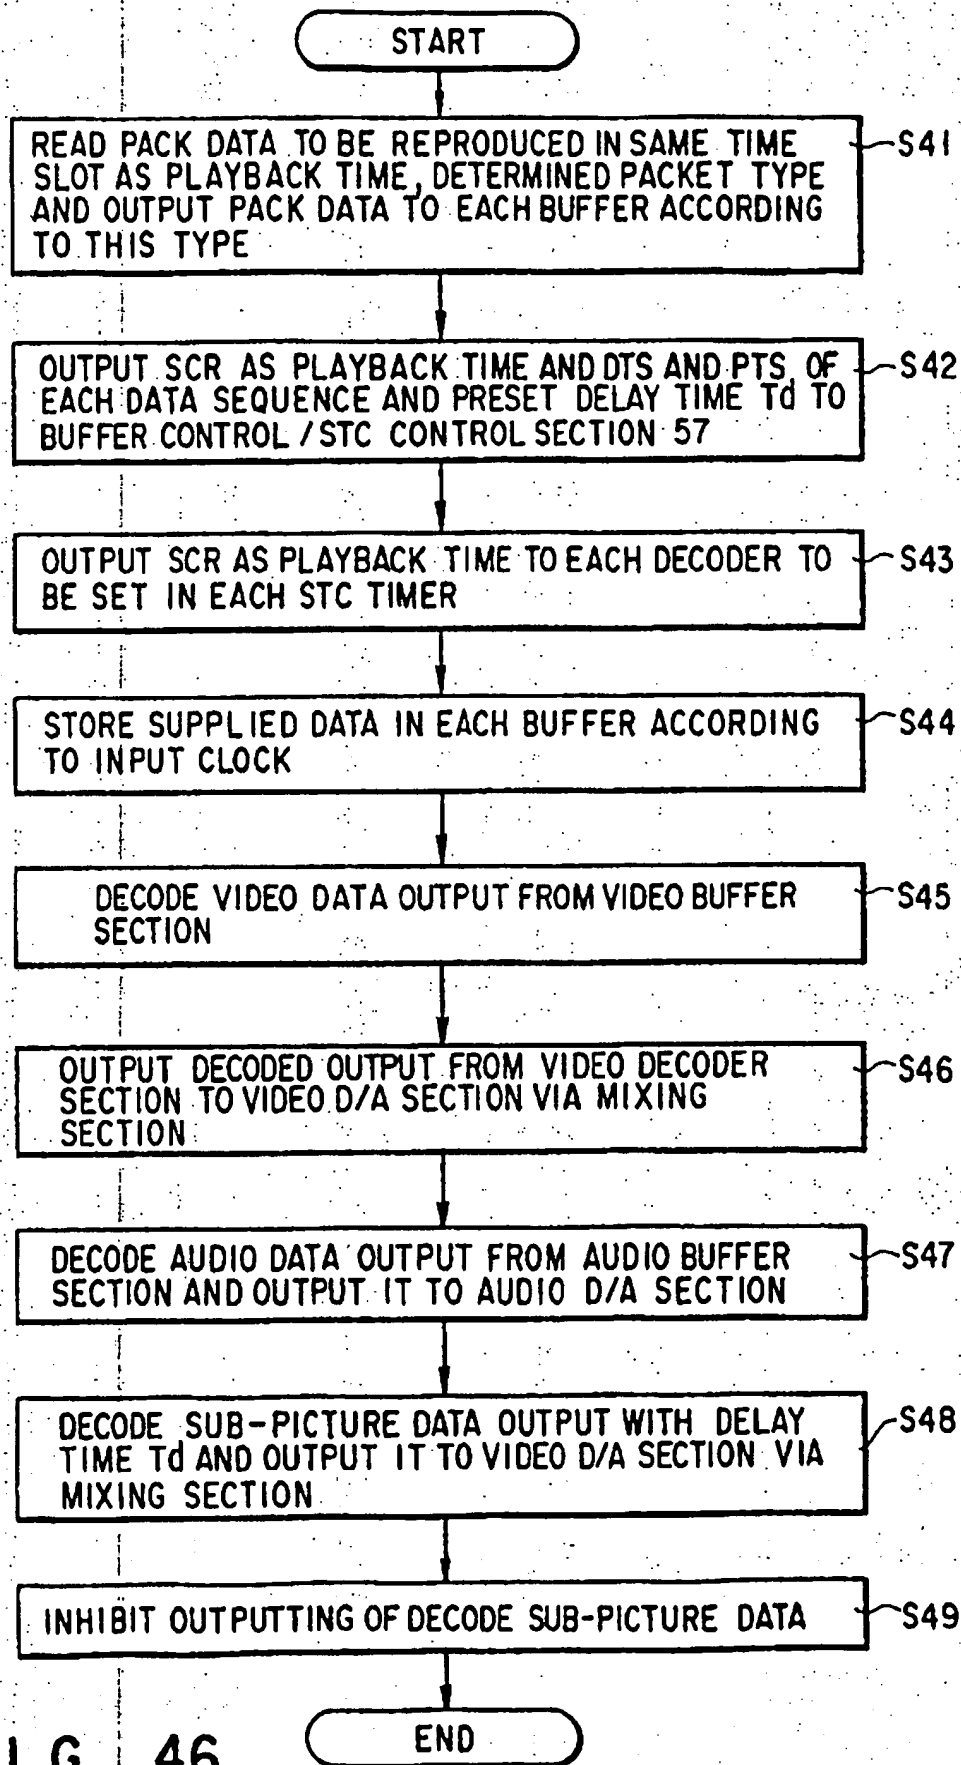 START
READ PACK DATA TO BE REPRODUCED IN SAME TIME
SLOT AS PLAYBACK TIME, DETERMINED PACKET TYPE
AND OUTPUT PACK DATA TO EACH BUFFER ACCORDING
TO THIS TYPE
S41
OUTPUT SCR AS PLAYBACK TIME AND DTS AND PTS OF
EACH DATA SEQUENCE AND PRESET DELAY TIME Td TO
BUFFER CONTROL / STC CONTROL SECTION 57
S42
OUTPUT SCR AS PLAYBACK TIME TO EACH DECODER TO
BE SET IN EACH STC TIMER
S43
STORE SUPPLIED DATA IN EACH BUFFER ACCORDING
TO INPUT CLOCK
S44
DECODE VIDEO DATA OUTPUT FROM VIDEO BUFFER
SECTION
S45
OUTPUT DECODED OUTPUT FROM VIDEO DECODER
SECTION TO VIDEO D/A SECTION VIA MIXING
SECTION
S46
DECODE AUDIO DATA OUTPUT FROM AUDIO BUFFER
SECTION AND OUTPUT IT TO AUDIO D/A SECTION
S47
DECODE SUB-PICTURE DATA OUTPUT WITH DELAY
TIME Td AND OUTPUT IT TO VIDEO D/A SECTION VIA
MIXING SECTION
S48
INHIBIT OUTPUTTING OF DECODE SUB-PICTURE DATA
S49
END
I G. 46